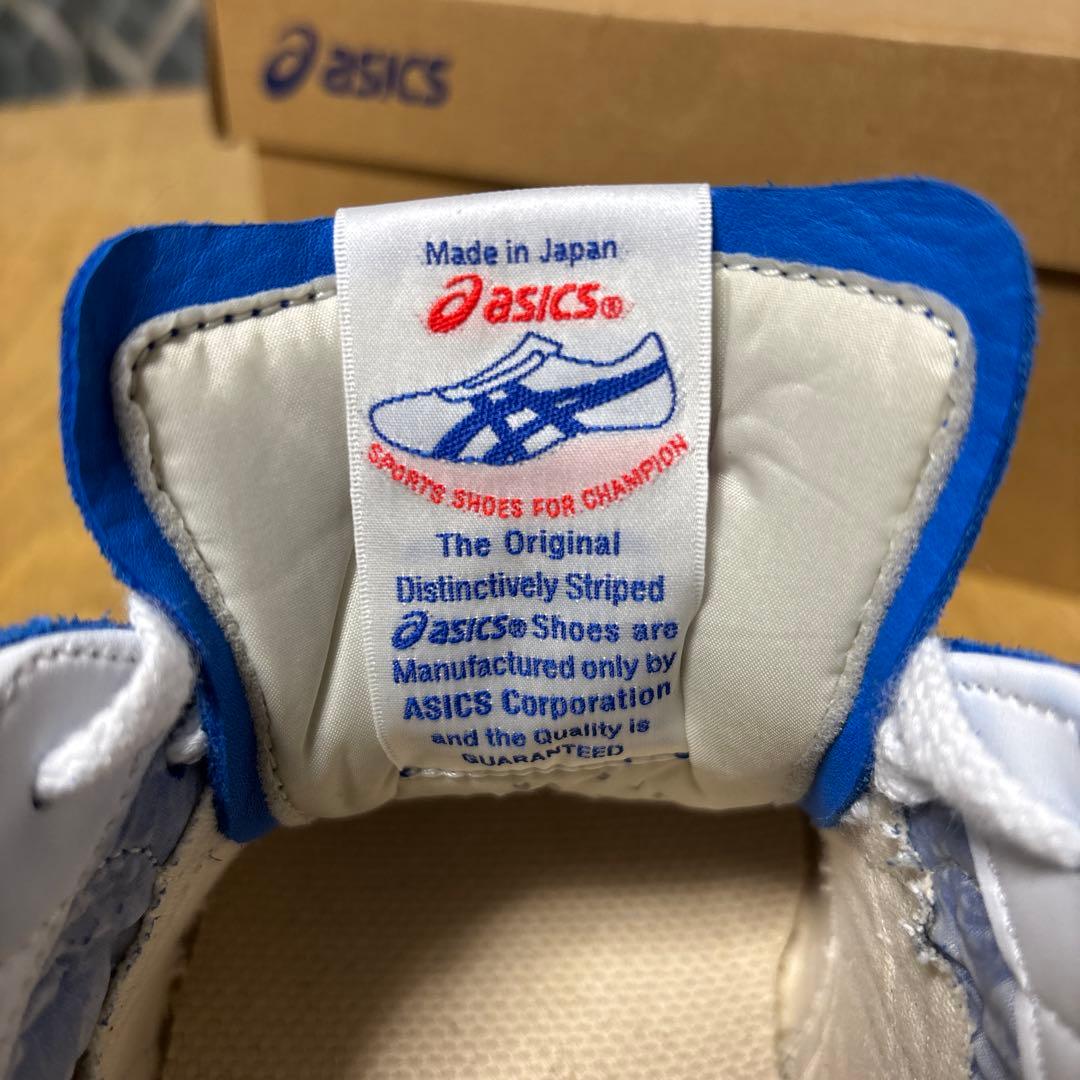 asics
Made in Japan
asics®
SPORTS SHOES FOR CHAMPION
The Original
Distinctively Striped
asics® Shoes are
Manufactured only by
ASICS Corporation
and the Quality is
GUARANTEED